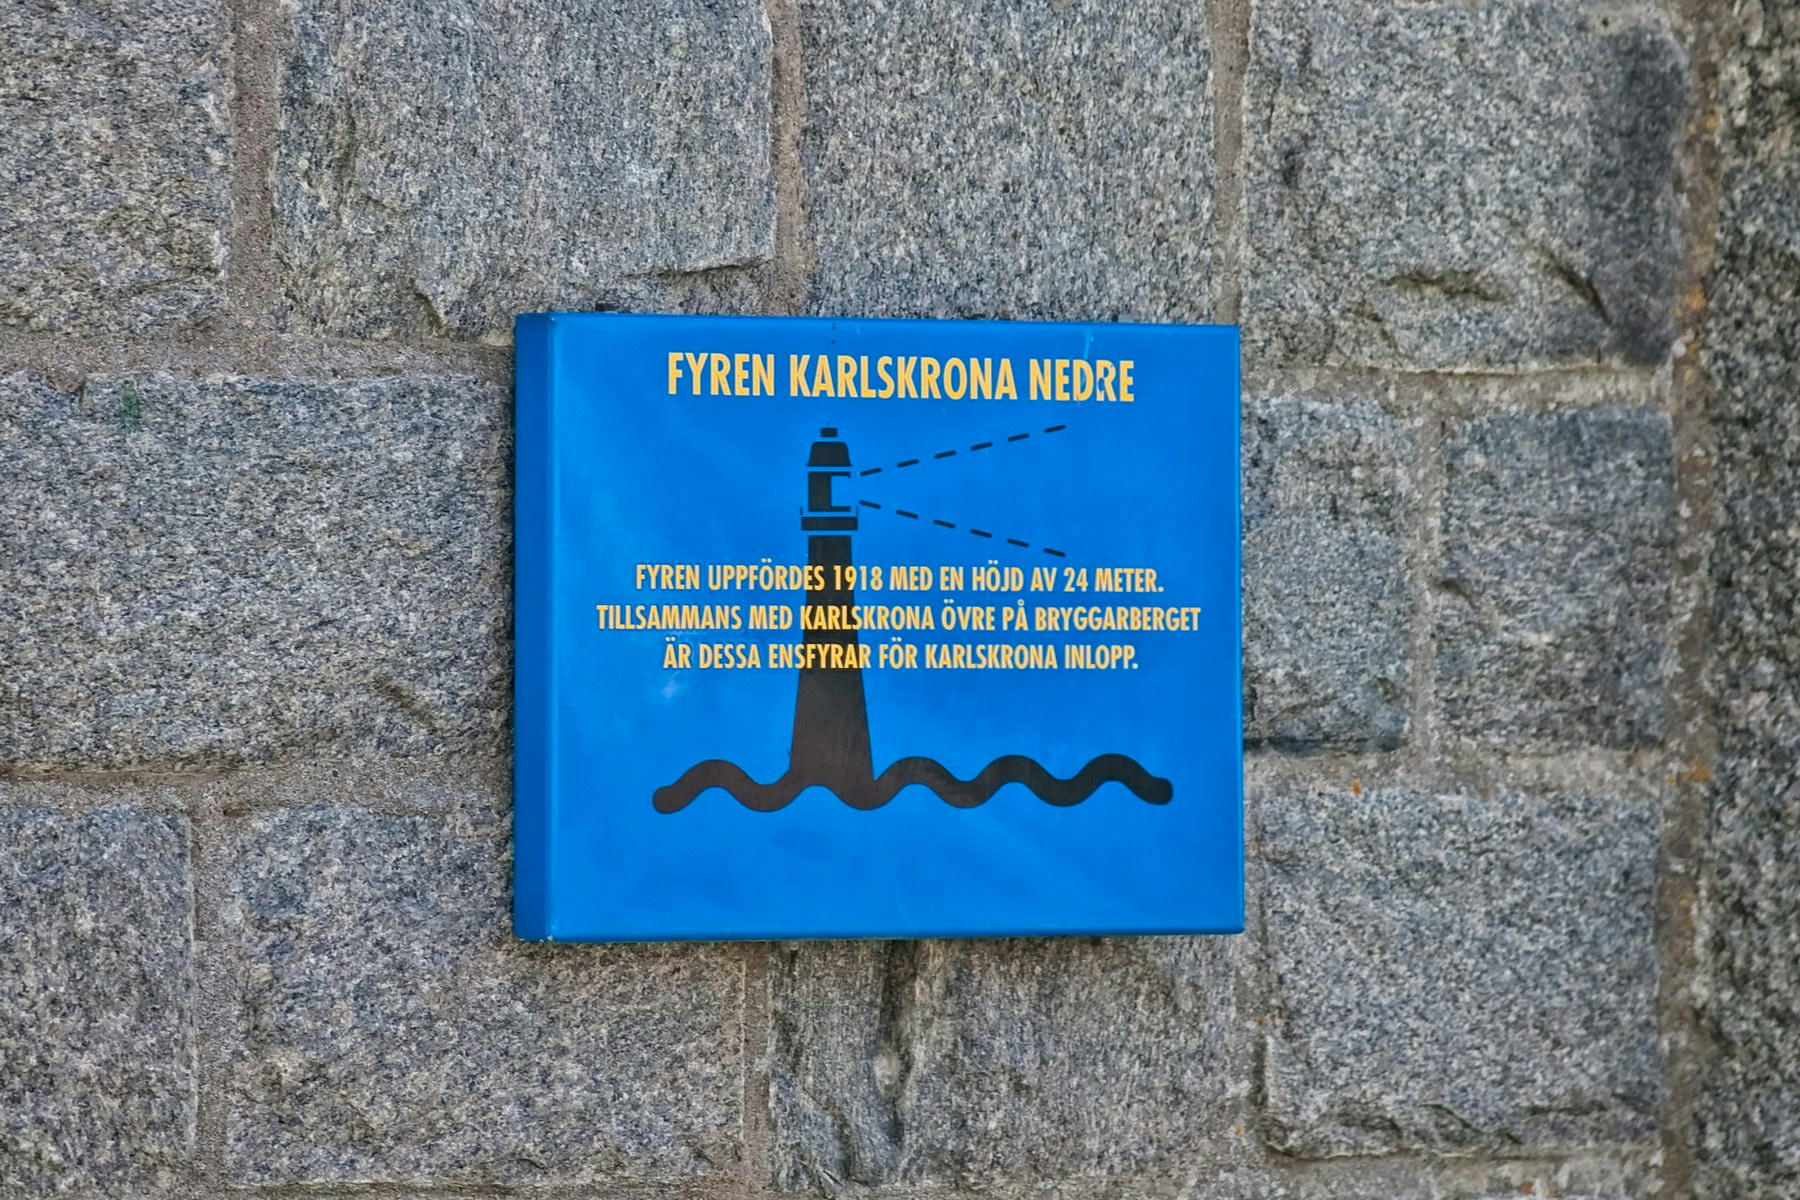 FYREN KARLSKRONA NEDRE
FYREN UPPFÖRDES 1918 MED EN HÖJD AV 24 METER.
TILLSAMMANS MED KARLSKRONA ÖVRE PÅ BRYGGARBERGET
ÄR DESSA ENSFYRAR FÖR KARLSKRONA INLOPP.